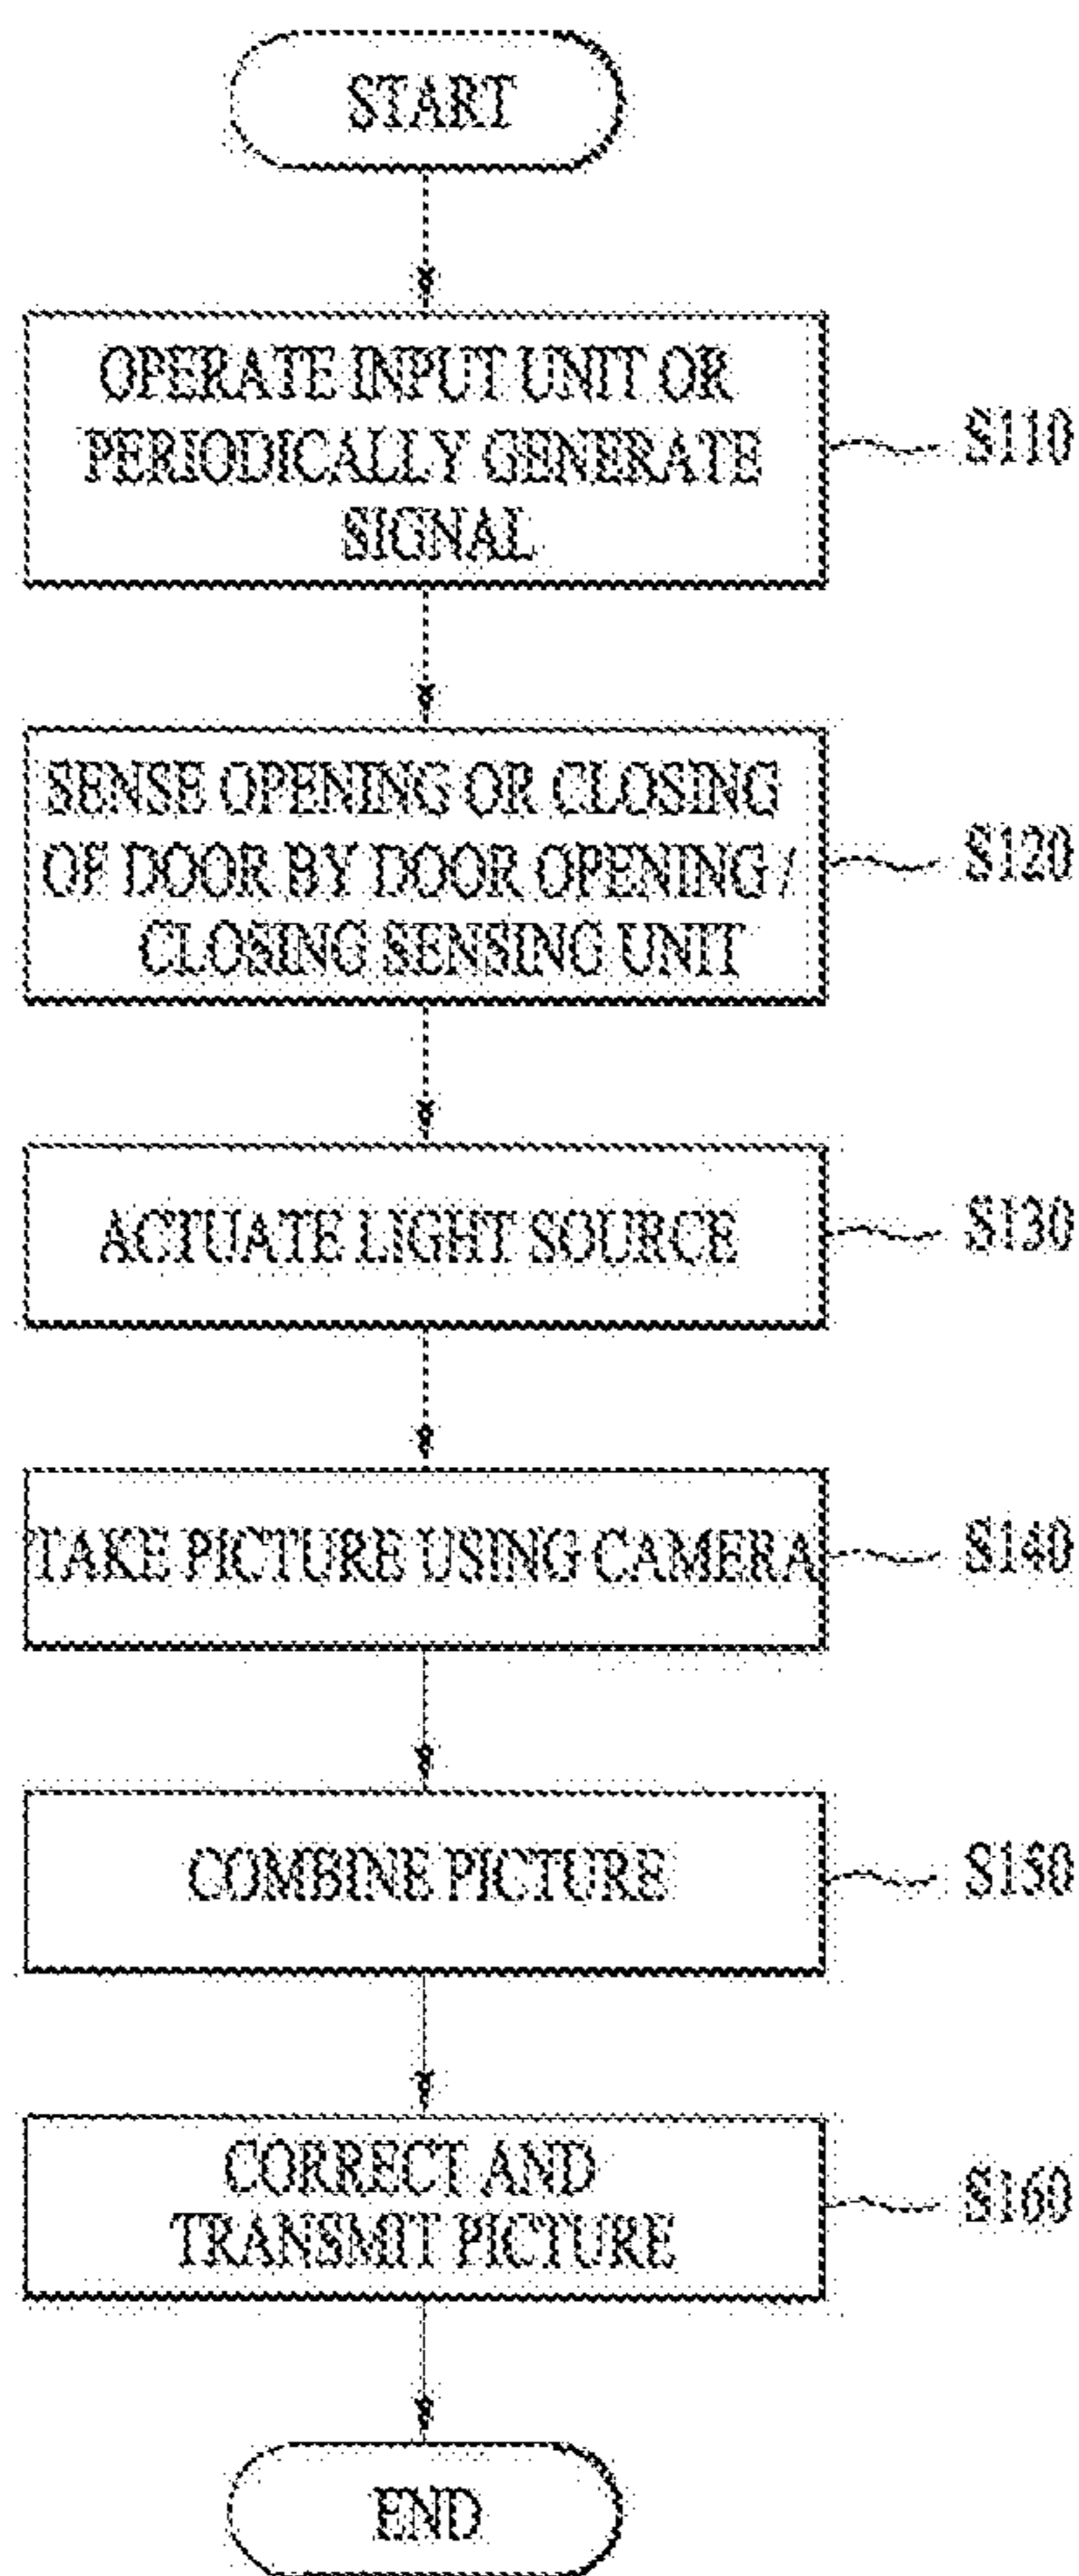 START
OPERATE INPUT UNIT OR
PERIODICALLY GENERATE
SIGNAL
S110
SENSE OPENING OR CLOSING
OF DOOR BY DOOR OPENING /
CLOSING SENSING UNIT
S120
ACTUATE LIGHT SOURCE
S130
TAKE PICTURE USING CAMERA
S140
COMBINE PICTURE
S150
CORRECT AND
TRANSMIT PICTURE
S160
END